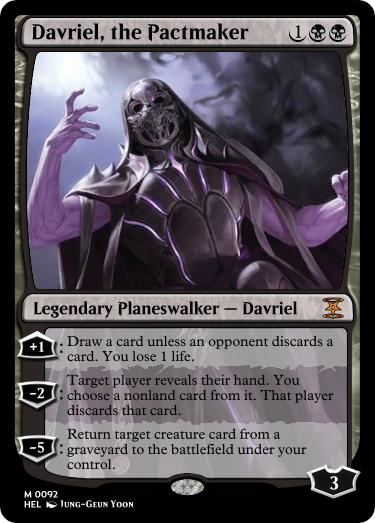 Davriel, the Pactmaker 1
Legendary Planeswalker — Davriel
+1: Draw a card unless an opponent discards a
card. You lose 1 life.
-2: Target player reveals their hand. You
choose a nonland card from it. That player
discards that card.
-5: Return target creature card from a
graveyard to the battlefield under your
control.
3
M 0092
HEL Jung-Geun Yoon